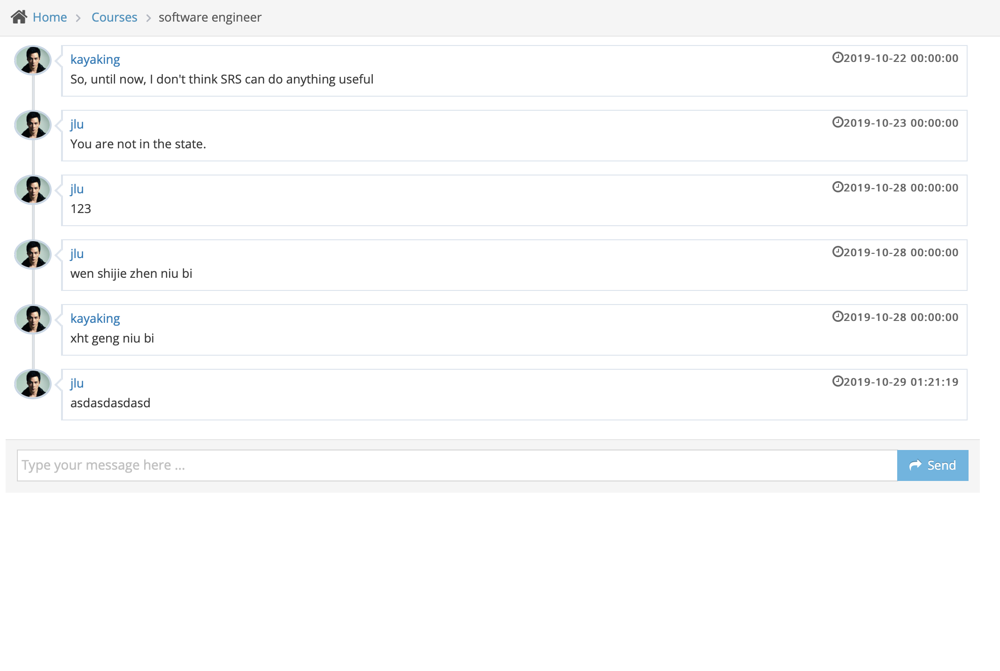 Home > Courses > software engineer
kayaking 2019-10-22 00:00:00
So, until now, I don't think SRS can do anything useful
jlu 2019-10-23 00:00:00
You are not in the state.
jlu 2019-10-28 00:00:00
123
jlu 2019-10-28 00:00:00
wen shijie zhen niu bi
kayaking 2019-10-28 00:00:00
xht geng niu bi
jlu 2019-10-29 01:21:19
asdasdasdasd
Type your message here ... Send